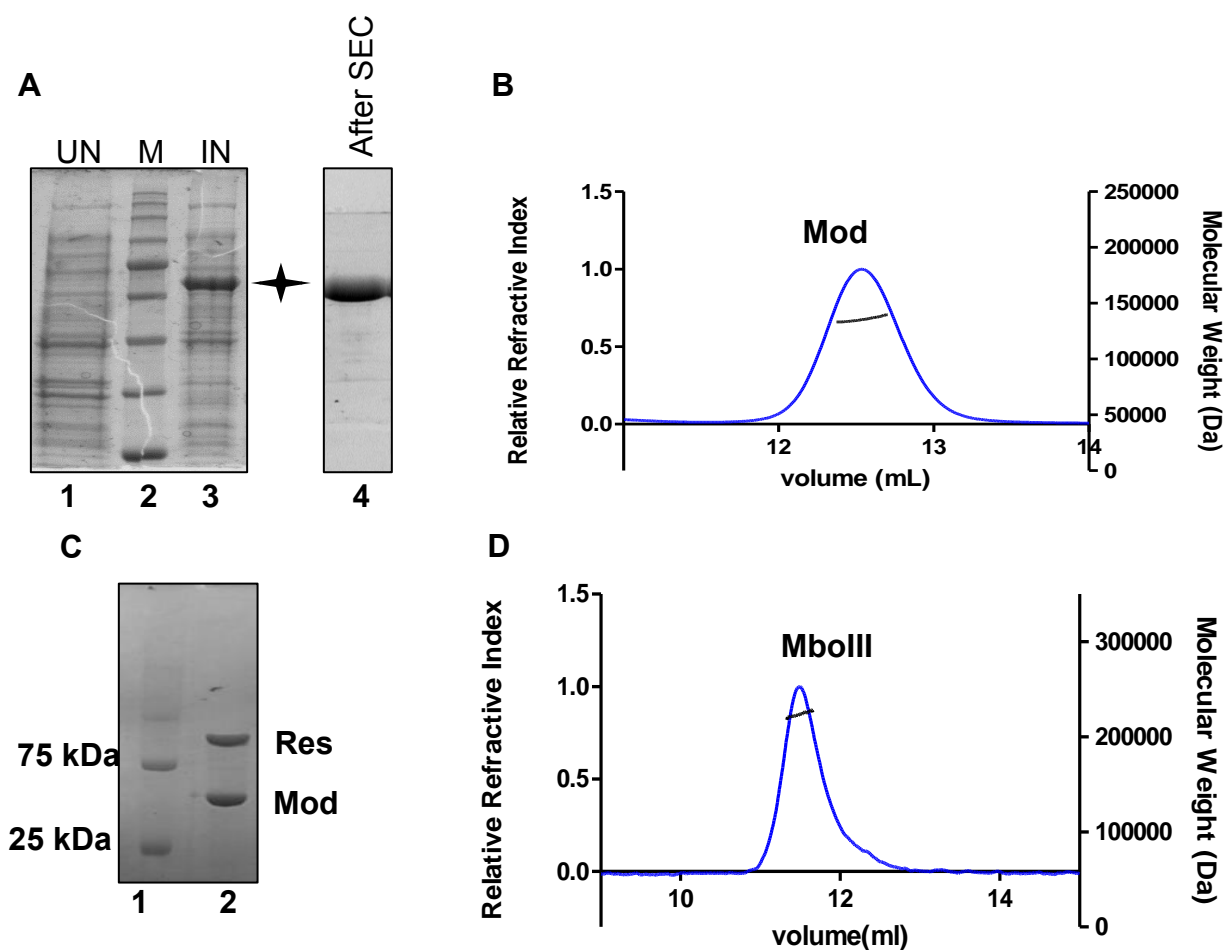 A
UN M IN
After SEC
1 2 3 4
B
Mod
Relative Refractive Index
1.5
1.0
0.5
0.0
12 13 14
volume (mL)
250000
200000
150000
100000
50000
0
Molecular Weight (Da)
C
75 kDa
25 kDa
Res
Mod
1 2
D
MboIII
Relative Refractive Index
1.5
1.0
0.5
0.0
10 12 14
volume(ml)
300000
200000
100000
0
Molecular Weight (Da)